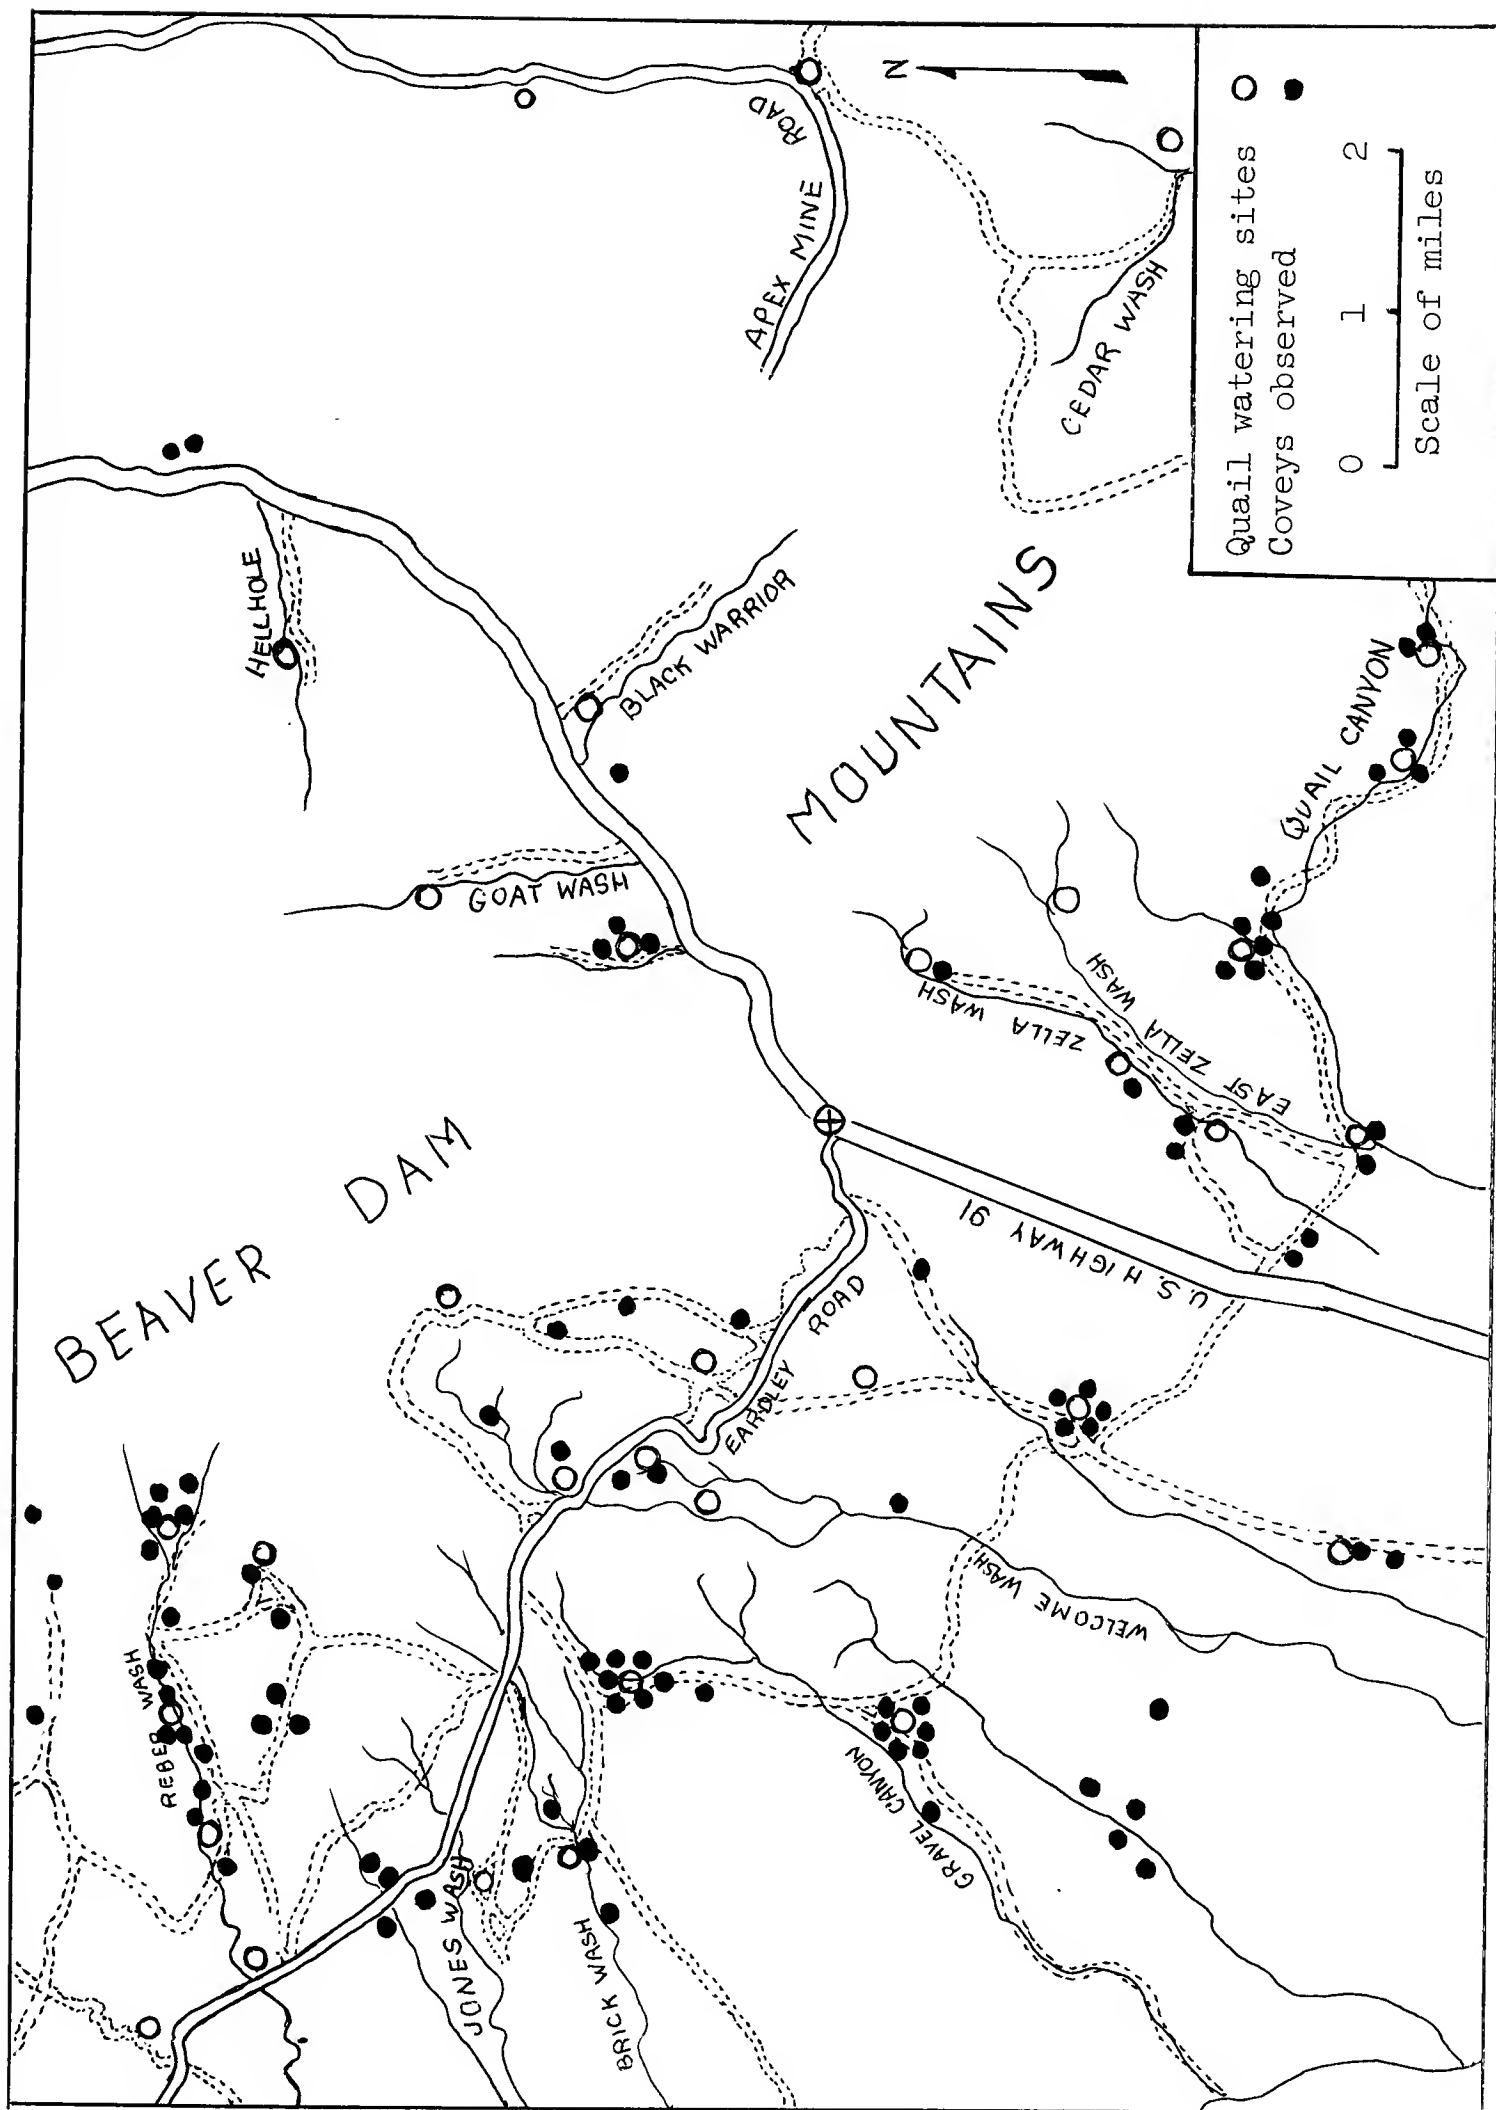 BEAVER DAM MOUNTAINS
N
APEX MINE ROAD
HELLHOLE
BLACK WARRIOR
GOAT WASH
CEDAR WASH
QUAIL CANYON
ZELLA WASH
EAST ZELLA WASH
U.S. HIGHWAY 91
EARDLEY ROAD
WELCOME WASH
REBER WASH
GRAVEL CANYON
JONES WASH
BRICK WASH
Quail watering sites
Coveys observed
0 1 2
Scale of miles